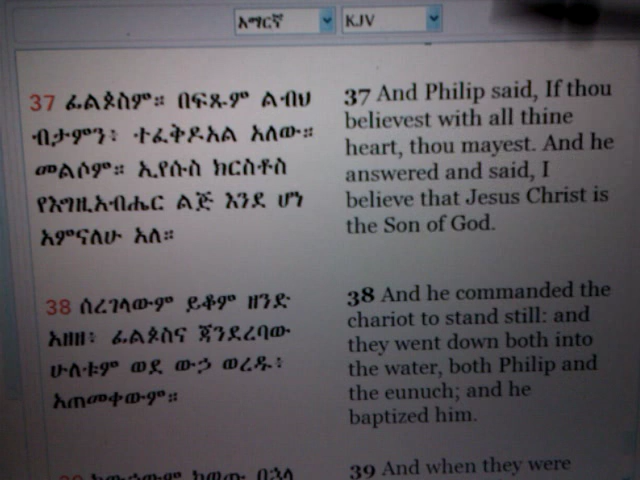 አማርኛ
KJV
37 ፊልጶስም። በፍጹም ልብህ
ብታምን፥ ተፈቅዶአል አለው።
መልሶም። ኢየሱስ ክርስቶስ
የእግዚአብሔር ልጅ እንደ ሆነ
አምናለሁ አለ።
38 ሰረገላውም ይቆም ዘንድ
አዘዘ፥ ፊልጶስና ጃንደረባው
ሁለቱም ወደ ውኃ ወረዱ፥
አጠመቀውም።
37 And Philip said, If thou
believest with all thine
heart, thou mayest. And he
answered and said, I
believe that Jesus Christ is
the Son of God.
38 And he commanded the
chariot to stand still: and
they went down both into
the water, both Philip and
the eunuch; and he
baptized him.
39 And when they were